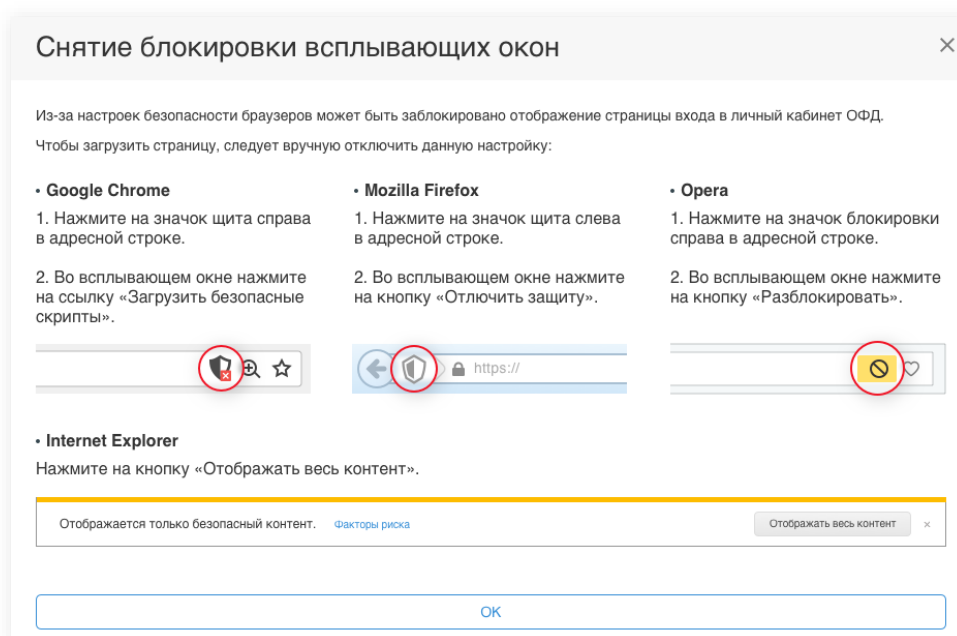 Снятие блокировки всплывающих окон
Из-за настроек безопасности браузеров может быть заблокировано отображение страницы входа в личный кабинет ОФД.
Чтобы загрузить страницу, следует вручную отключить данную настройку:
• Google Chrome
1. Нажмите на значок щита справа
в адресной строке.
2. Во всплывающем окне нажмите
на ссылку «Загрузить безопасные
скрипты».
• Mozilla Firefox
1. Нажмите на значок щита слева
в адресной строке.
2. Во всплывающем окне нажмите
на кнопку «Отлючить защиту».
https://
• Opera
1. Нажмите на значок блокировки
справа в адресной строке.
2. Во всплывающем окне нажмите
на кнопку «Разблокировать».
• Internet Explorer
Нажмите на кнопку «Отображать весь контент».
Отображается только безопасный контент. Факторы риска
Отображать весь контент
OK